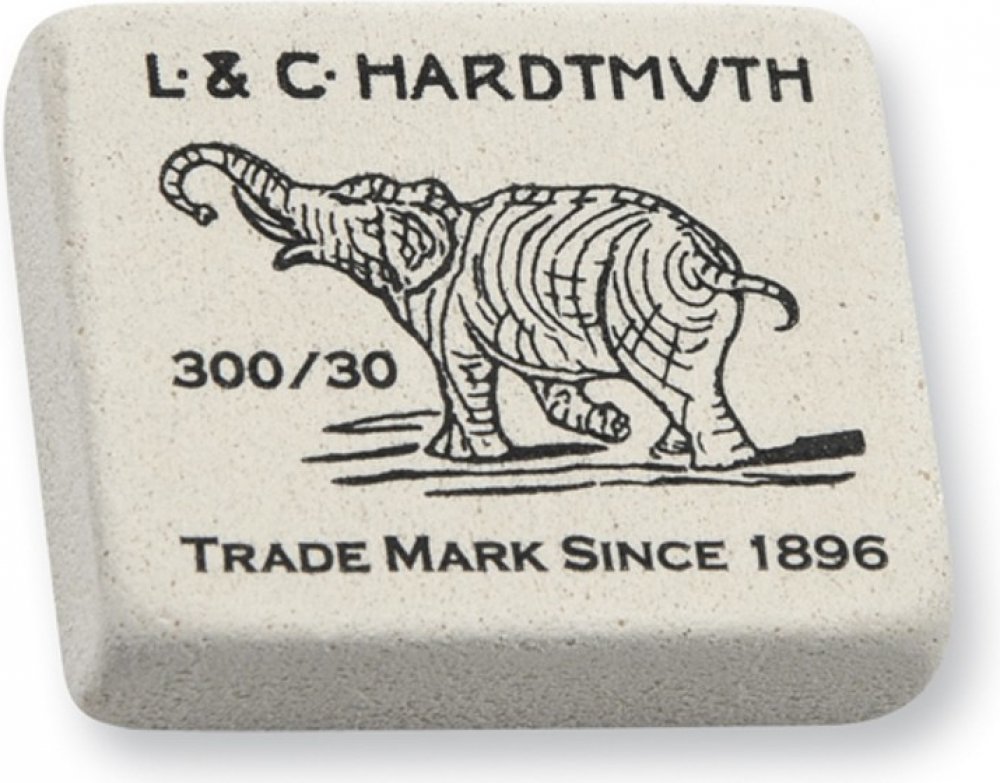 L. & C. HARDTMVTH
300/30
TRADE MARK SINCE 1896